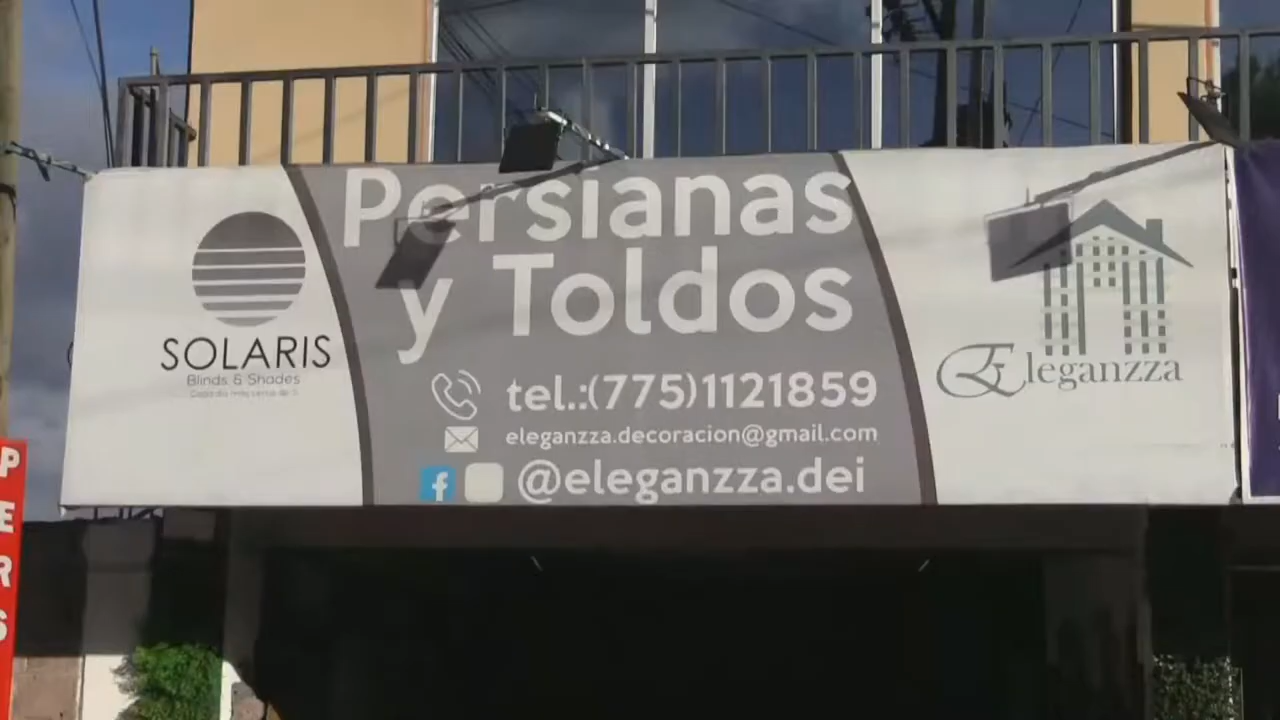 Persianas
y Toldos
tel.:(775)1121859
eleganzza.decoracion@gmail.com
@eleganzza.dei
SOLARIS
Blinds & Shades
Eleganzza
P
E
R
S